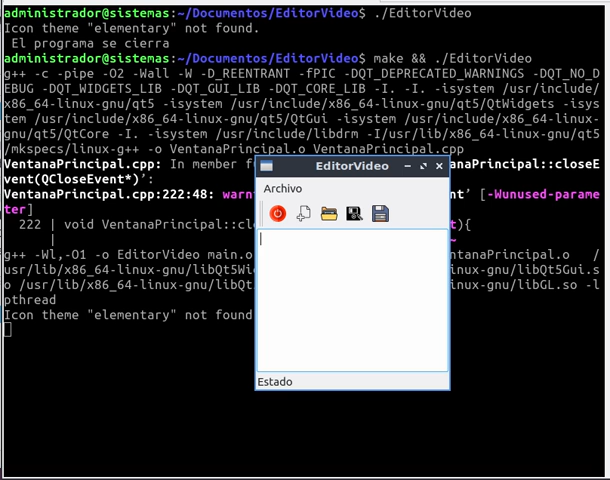 administrador@sistemas:~/Documentos/EditorVideo$ ./EditorVideo
Icon theme "elementary" not found.
 El programa se cierra
administrador@sistemas:~/Documentos/EditorVideo$ make && ./EditorVideo
g++ -c -pipe -O2 -Wall -W -D_REENTRANT -fPIC -DQT_DEPRECATED_WARNINGS -DQT_NO_D
EBUG -DQT_WIDGETS_LIB -DQT_GUI_LIB -DQT_CORE_LIB -I. -I. -isystem /usr/include/
x86_64-linux-gnu/qt5 -isystem /usr/include/x86_64-linux-gnu/qt5/QtWidgets -isys
tem /usr/include/x86_64-linux-gnu/qt5/QtGui -isystem /usr/include/x86_64-linux-
gnu/qt5/QtCore -I. -isystem /usr/include/libdrm -I/usr/lib/x86_64-linux-gnu/qt5
/mkspecs/linux-g++ -o VentanaPrincipal.o VentanaPrincipal.cpp
VentanaPrincipal.cpp: In member f anaPrincipal::closeE
vent(QCloseEvent*)’:
VentanaPrincipal.cpp:222:48: warn ent’ [-Wunused-parame
ter]
  222 | void VentanaPrincipal::clo t){
      | ~
g++ -Wl,-O1 -o EditorVideo main.o ntanaPrincipal.o   /
usr/lib/x86_64-linux-gnu/libQt5Wi nux-gnu/libQt5Gui.s
o /usr/lib/x86_64-linux-gnu/libQt nux-gnu/libGL.so -l
pthread
Icon theme "elementary" not found
EditorVideo
Archivo
Estado